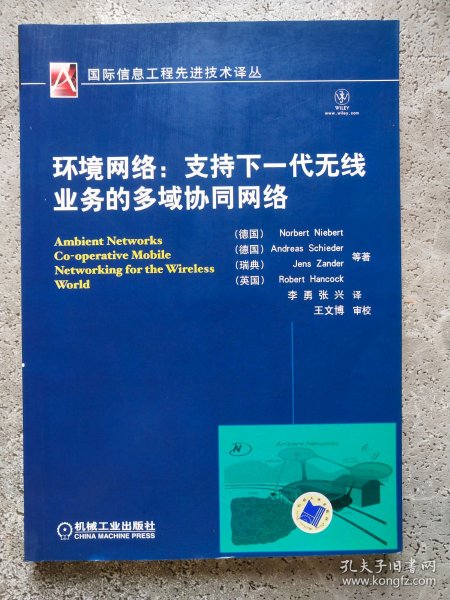 国际信息工程先进技术译丛
WILEY
www.wiley.com
环境网络：支持下一代无线
业务的多域协同网络
Ambient Networks
Co-operative Mobile
Networking for the Wireless
World
（德国） Norbert Niebert
（德国） Andreas Schieder
（瑞典） Jens Zander
（英国） Robert Hancock
等著
李勇 张兴 译
王文博 审校
Ambient Networks
N
机械工业出版社
CHINA MACHINE PRESS
孔夫子旧书网
www.kongfz.com